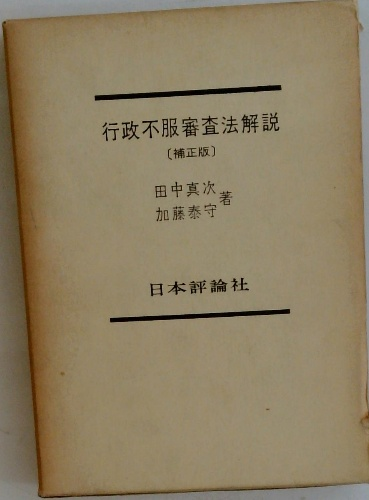 行政不服審査法解説
〔補正版〕
田中真次
加藤泰守
著
日本評論社